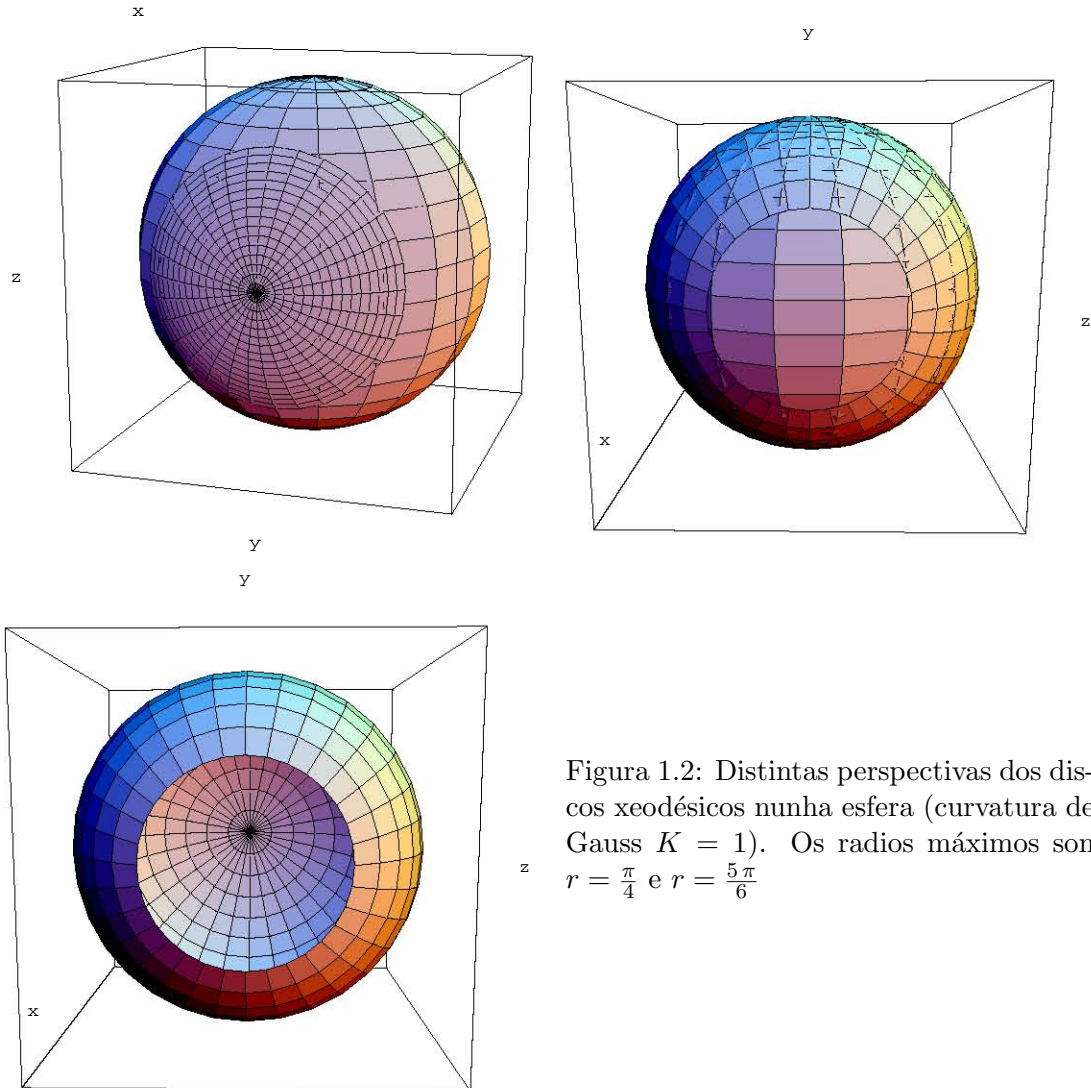 x
y
z
z
x
y
y
z
x
Figura 1.2: Distintas perspectivas dos dis-
cos xeodésicos nunha esfera (curvatura de
Gauss K = 1). Os radios máximos son
r = π/4 e r = 5 π/6